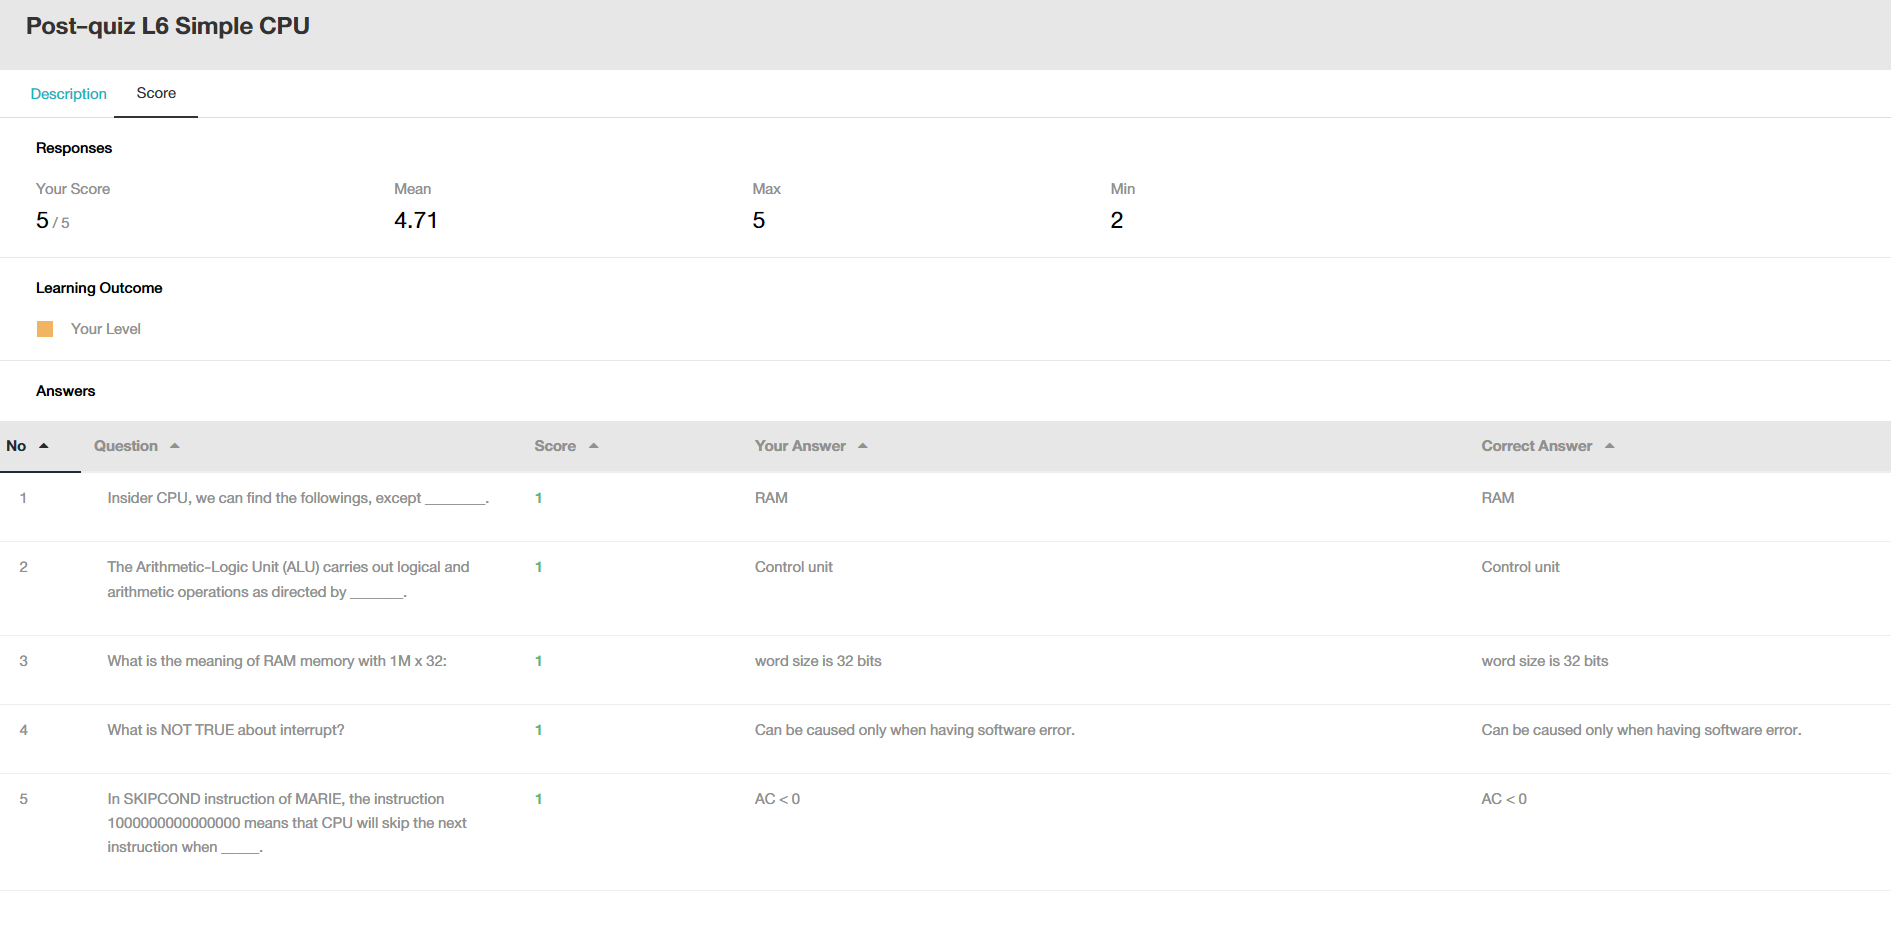 Post-quiz L6 Simple CPU
Description Score
Responses
Your Score Mean Max Min
5 / 5 4.71 5 2
Learning Outcome
Your Level
Answers
No Question Score Your Answer Correct Answer
1 Insider CPU, we can find the followings, except ________. 1 RAM RAM
2 The Arithmetic-Logic Unit (ALU) carries out logical and 1 Control unit Control unit
arithmetic operations as directed by _______.
3 What is the meaning of RAM memory with 1M x 32: 1 word size is 32 bits word size is 32 bits
4 What is NOT TRUE about interrupt? 1 Can be caused only when having software error. Can be caused only when having software error.
5 In SKIPCOND instruction of MARIE, the instruction 1 AC < 0 AC < 0
1000000000000000 means that CPU will skip the next
instruction when _____.